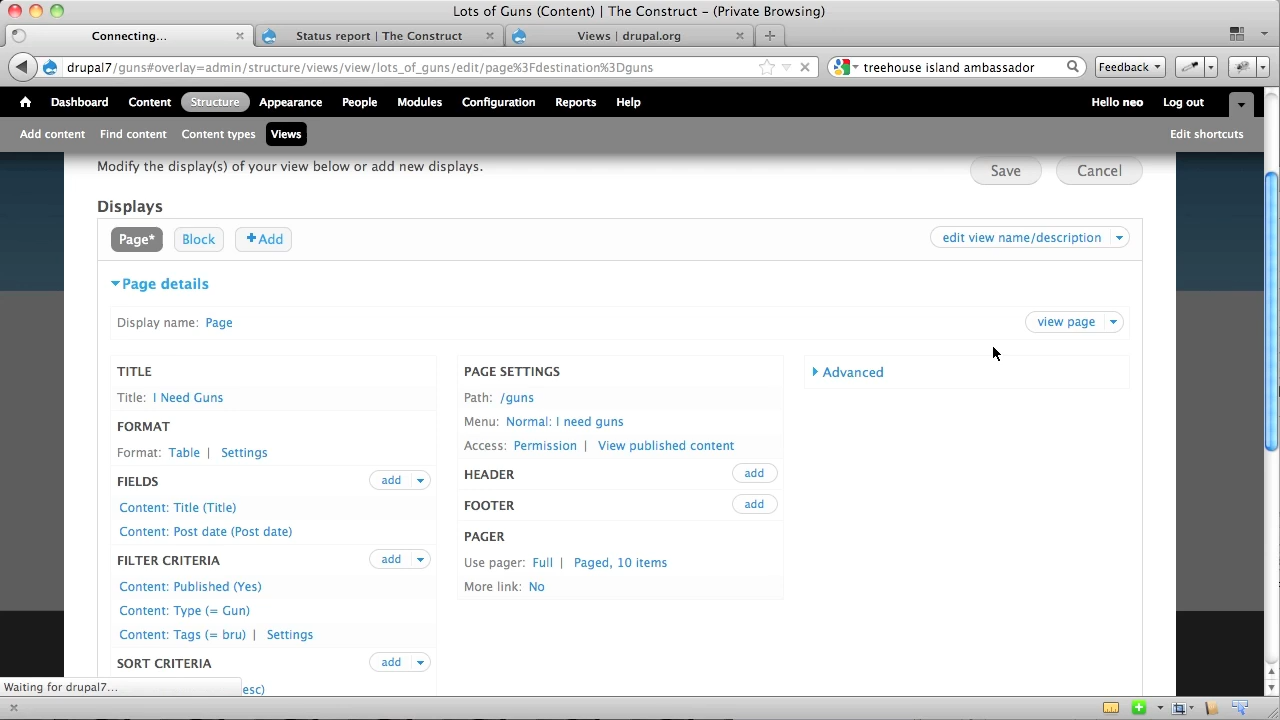 Lots of Guns (Content) | The Construct – (Private Browsing)
Connecting...
Status report | The Construct
Views | drupal.org
drupal7/guns#overlay=admin/structure/views/view/lots_of_guns/edit/page%3Fdestination%3Dguns
treehouse island ambassador
Feedback
Dashboard Content Structure Appearance People Modules Configuration Reports Help Hello neo Log out
Add content Find content Content types Views Edit shortcuts
Modify the display(s) of your view below or add new displays.
Save Cancel
Displays
Page* Block +Add edit view name/description
Page details
Display name: Page view page
TITLE
Title: I Need Guns
FORMAT
Format: Table | Settings
FIELDS add
Content: Title (Title)
Content: Post date (Post date)
FILTER CRITERIA add
Content: Published (Yes)
Content: Type (= Gun)
Content: Tags (= bru) | Settings
SORT CRITERIA add
esc)
PAGE SETTINGS
Path: /guns
Menu: Normal: I need guns
Access: Permission | View published content
HEADER add
FOOTER add
PAGER
Use pager: Full | Paged, 10 items
More link: No
Advanced
Waiting for drupal7...